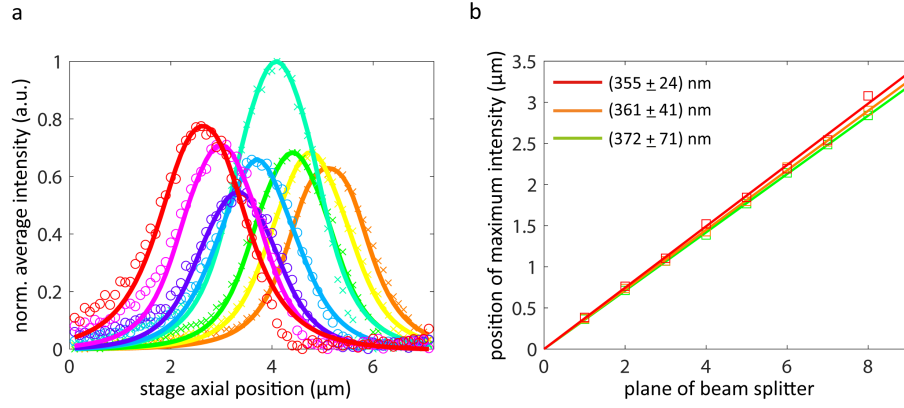 a
norm. average intensity (a.u.)
1
0.8
0.6
0.4
0.2
0
0
2
4
6
stage axial position (µm)
b
position of maximum intensity (µm)
3.5
3
2.5
2
1.5
1
0.5
0
0
2
4
6
8
plane of beam splitter
(355 ± 24) nm
(361 ± 41) nm
(372 ± 71) nm